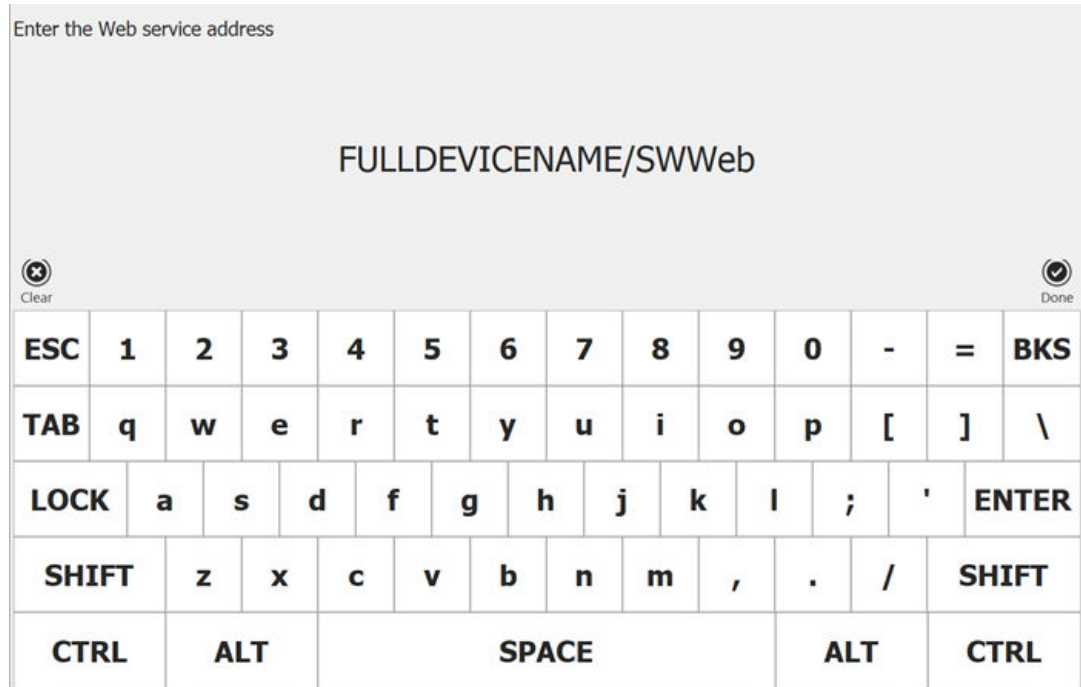 Enter the Web service address
FULLDEVICENAME/SWWeb
Clear
Done
ESC 1 2 3 4 5 6 7 8 9 0 - = BKS
TAB q w e r t y u i o p [ ] \
LOCK a s d f g h j k l ; ' ENTER
SHIFT z x c v b n m , . / SHIFT
CTRL ALT SPACE ALT CTRL